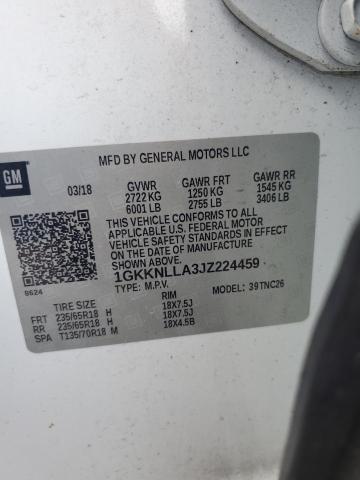 MFD BY GENERAL MOTORS LLC
GM
03/18 GVWR GAWR FRT GAWR RR
2722 KG 1250 KG 1545 KG
6001 LB 2755 LB 3406 LB
THIS VEHICLE CONFORMS TO ALL
APPLICABLE U.S. FEDERAL MOTOR
VEHICLE SAFETY STANDARDS IN EFFECT
ON THE DATE OF MANUFACTURE
SHOWN ABOVE.
1GKKNLLA3JZ224459
8624 TYPE: M.P.V. MODEL: 39TNC26
TIRE SIZE RIM
FRT 235/65R18 H 18X7.5J
RR 235/65R18 H 18X7.5J
SPA T135/70R18 M 18X4.5B